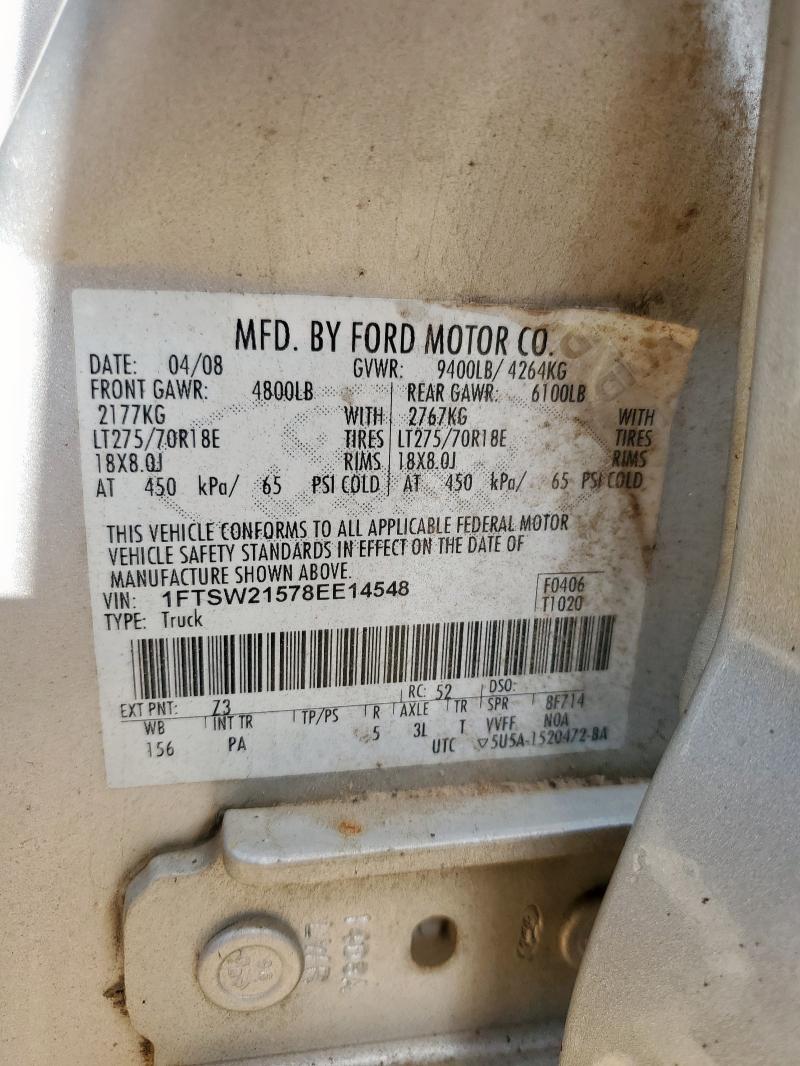 MFD. BY FORD MOTOR CO.
DATE: 04/08 GVWR: 9400LB/ 4264KG
FRONT GAWR: 4800LB REAR GAWR: 6100LB
2177KG WITH 2767KG WITH
LT275/70R18E TIRES LT275/70R18E TIRES
18X8.0J RIMS 18X8.0J RIMS
AT 450 kPa/ 65 PSI COLD AT 450 kPa/ 65 PSI COLD
THIS VEHICLE CONFORMS TO ALL APPLICABLE FEDERAL MOTOR
VEHICLE SAFETY STANDARDS IN EFFECT ON THE DATE OF
MANUFACTURE SHOWN ABOVE.
VIN: 1FTSW21578EE14548 F0406
TYPE: Truck T1020
EXT PNT: Z3 RC: 52 DSO:
WB INT TR TP/PS R AXLE TR SPR 8F714
156 PA 5 3L T VVFF NOA
UTC ▽5U5A-1520472-BA